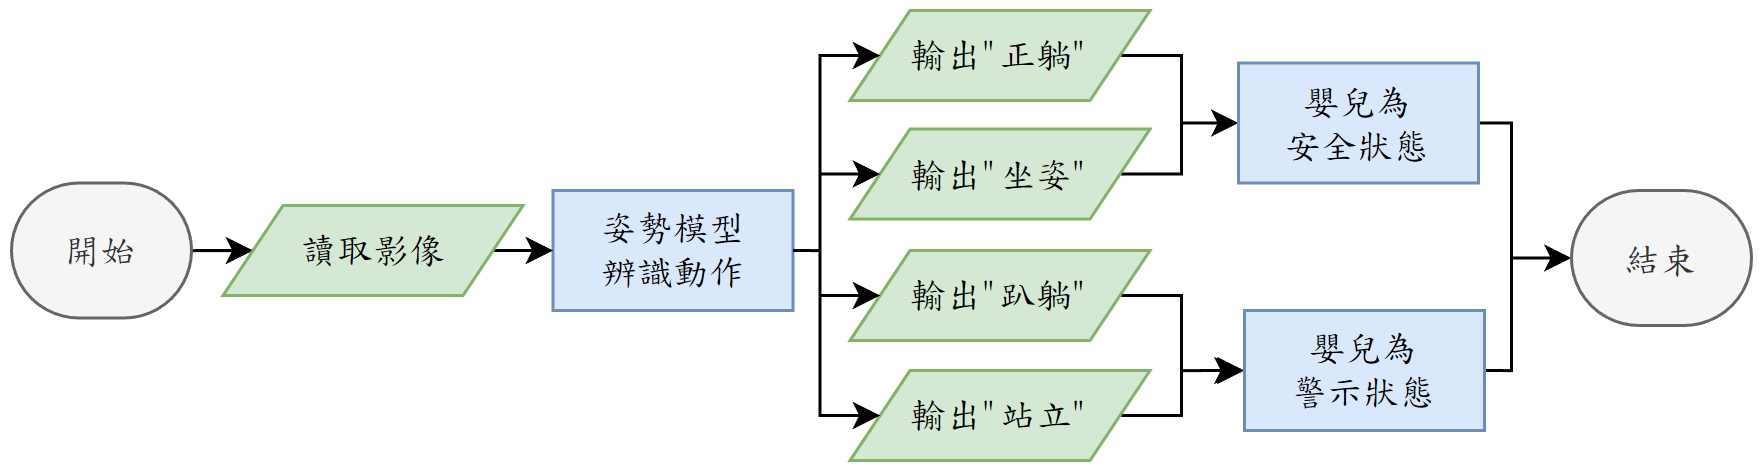 開始
讀取影像
姿勢模型
辨識動作
輸出"正躺"
輸出"坐姿"
輸出"趴躺"
輸出"站立"
嬰兒為
安全狀態
嬰兒為
警示狀態
結束